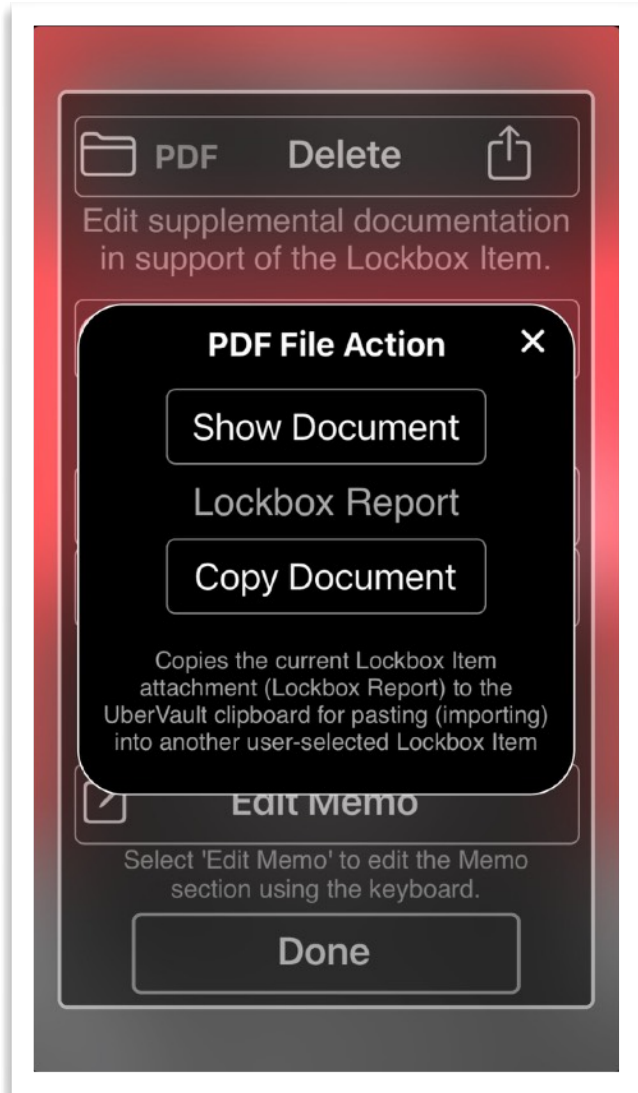 PDF Delete
Edit supplemental documentation
in support of the Lockbox Item.
PDF File Action
Show Document
Lockbox Report
Copy Document
Copies the current Lockbox Item
attachment (Lockbox Report) to the
UberVault clipboard for pasting (importing)
into another user-selected Lockbox Item
Edit Memo
Select 'Edit Memo' to edit the Memo
section using the keyboard.
Done